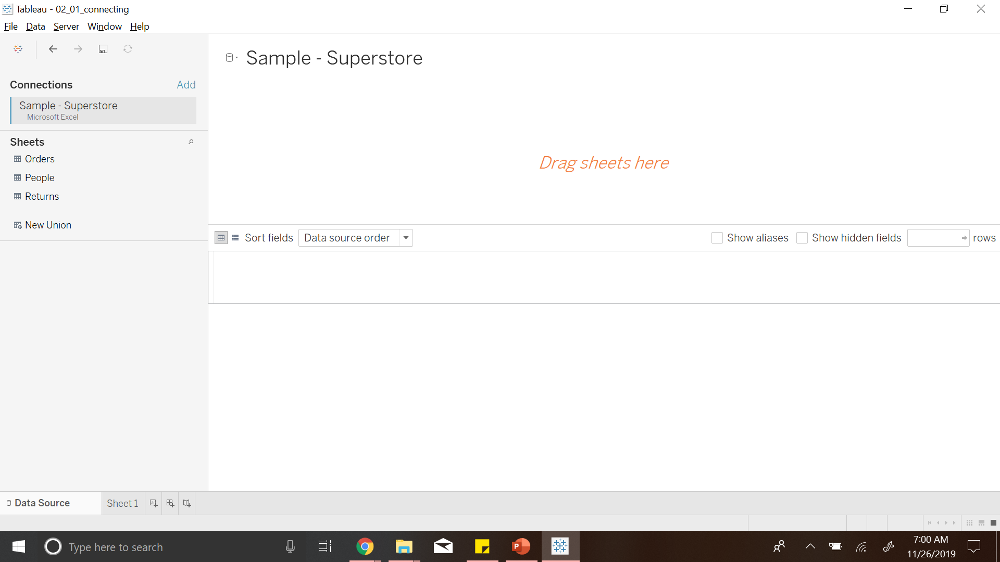 Tableau - 02_01_connecting
File Data Server Window Help
Sample - Superstore
Connections Add
Sample - Superstore
Microsoft Excel
Sheets
Orders
People
Returns
New Union
Drag sheets here
Sort fields Data source order Show aliases Show hidden fields rows
Data Source Sheet 1
Type here to search
P
7:00 AM
11/26/2019